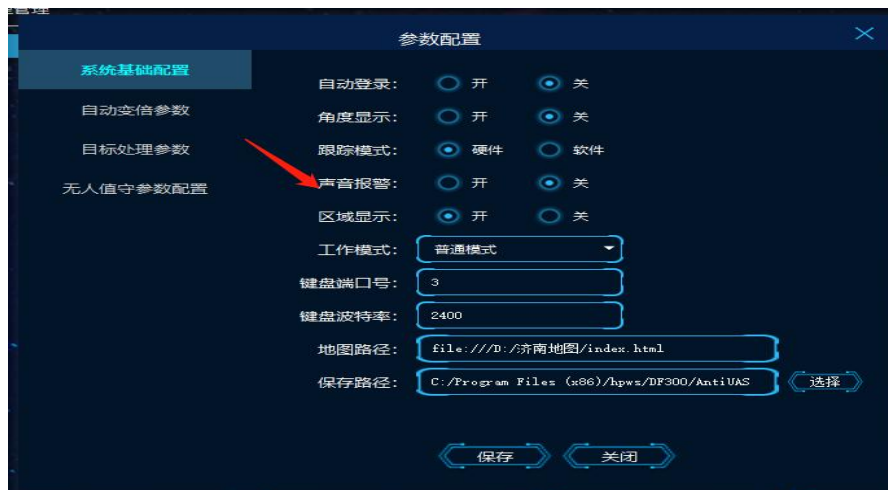 管理
参数配置
系统基础配置
自动变倍参数
目标处理参数
无人值守参数配置
自动登录： 开 关
角度显示： 开 关
跟踪模式： 硬件 软件
声音报警： 开 关
区域显示： 开 关
工作模式： 普通模式
键盘端口号： 3
键盘波特率： 2400
地图路径： file:///D:/济南地图/index.html
保存路径： C:/Program Files (x86)/hpws/DF300/AntiUAS 选择
保存 关闭